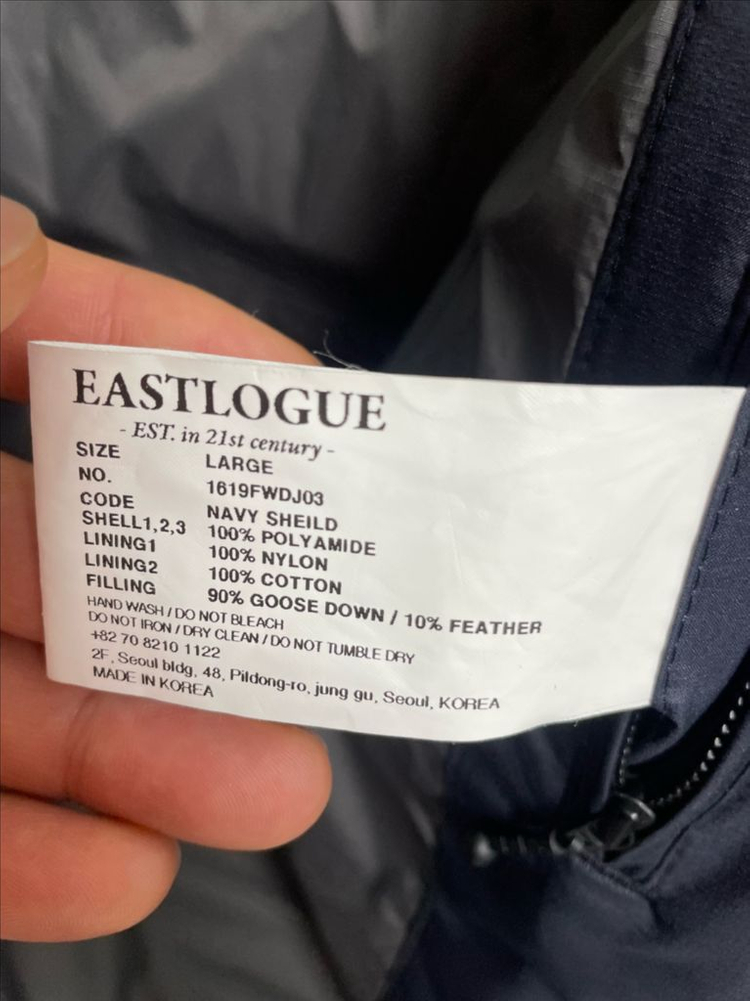 EASTLOGUE
- EST. in 21st century -
SIZE LARGE
NO. 1619FWDJ03
CODE NAVY SHEILD
SHELL1,2,3 100% POLYAMIDE
LINING1 100% NYLON
LINING2 100% COTTON
FILLING 90% GOOSE DOWN / 10% FEATHER
HAND WASH / DO NOT BLEACH
DO NOT IRON / DRY CLEAN / DO NOT TUMBLE DRY
+82 70 8210 1122
2F, Seoul bldg, 48, Pildong-ro, jung gu, Seoul, KOREA
MADE IN KOREA